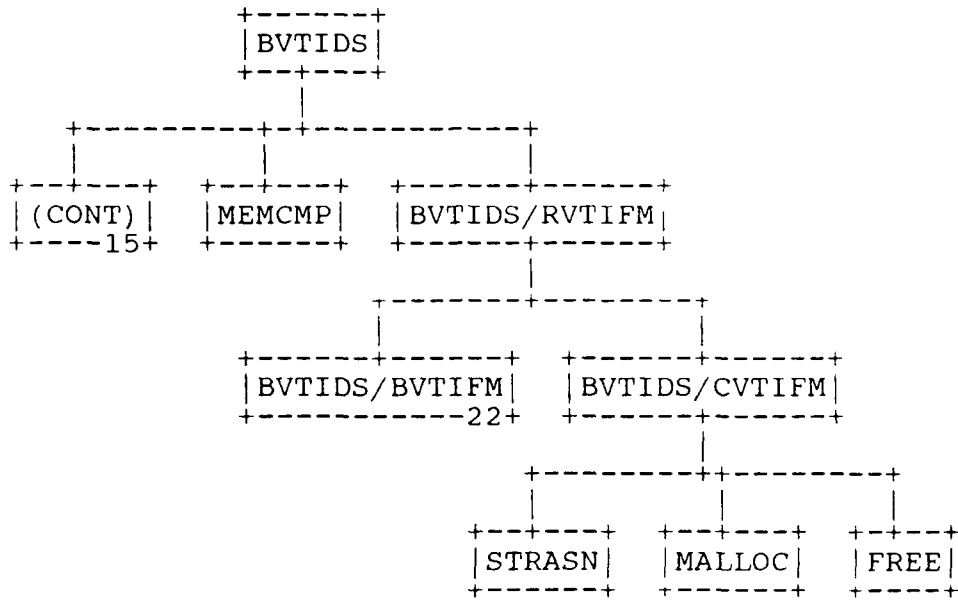 BVTIDS
(CONT) MEMCMP BVTIDS/RVTIFM
15
BVTIDS/BVTIFM BVTIDS/CVTIFM
22
STRASN MALLOC FREE